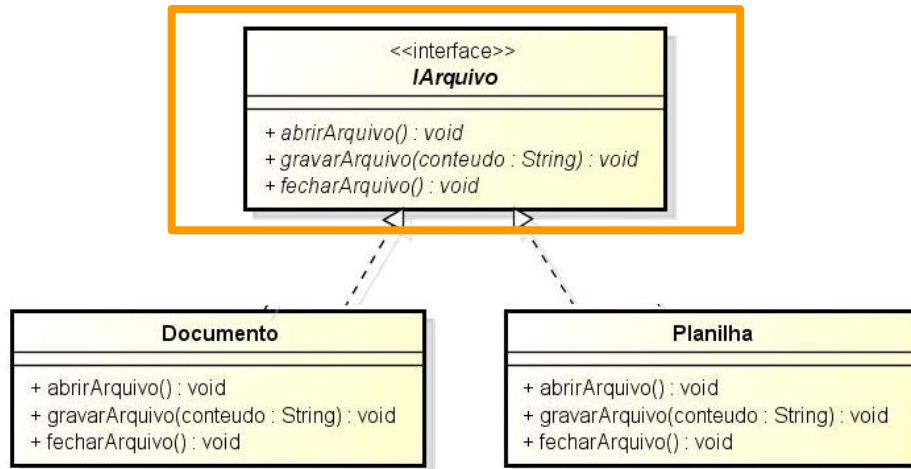 <<interface>>
IArquivo
+ abrirArquivo() : void
+ gravarArquivo(conteudo : String) : void
+ fecharArquivo() : void
Documento
+ abrirArquivo() : void
+ gravarArquivo(conteudo : String) : void
+ fecharArquivo() : void
Planilha
+ abrirArquivo() : void
+ gravarArquivo(conteudo : String) : void
+ fecharArquivo() : void